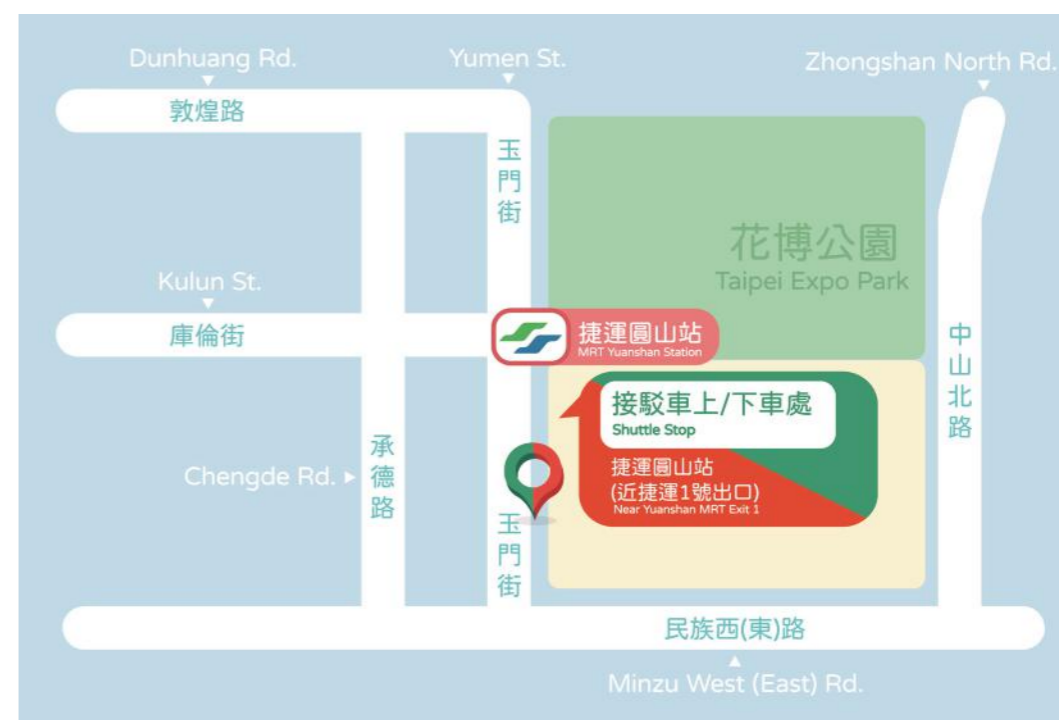 Dunhuang Rd.
Yumen St.
Zhongshan North Rd.
敦煌路
玉門街
花博公園
Taipei Expo Park
Kulun St.
庫倫街
捷運圓山站
MRT Yuanshan Station
中山北路
接駁車上/下車處
Shuttle Stop
承德路
Chengde Rd.
捷運圓山站
(近捷運1號出口)
Near Yuanshan MRT Exit 1
玉門街
民族西(東)路
Minzu West (East) Rd.